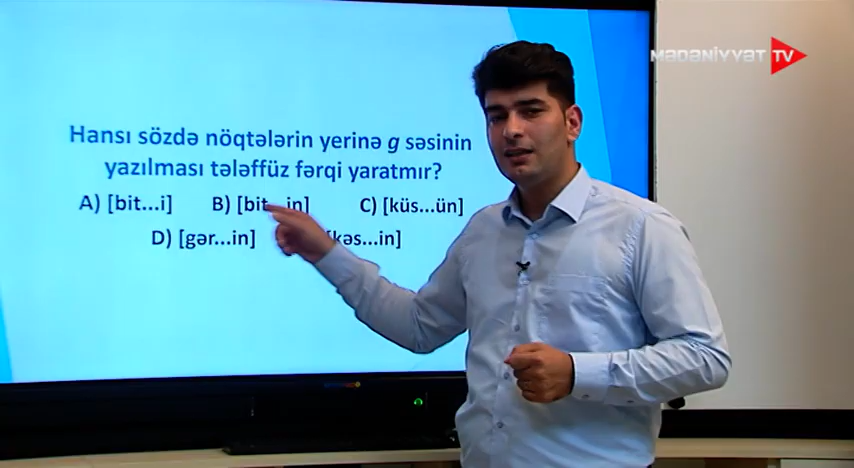 MƏDƏNİYYƏT TV
Hansı sözdə nöqtələrin yerinə g səsinin
yazılması tələffüz fərqi yaratmır?
A) [bit...i] B) [bit...in] C) [küs...ün]
D) [gər...in] [kəs...in]